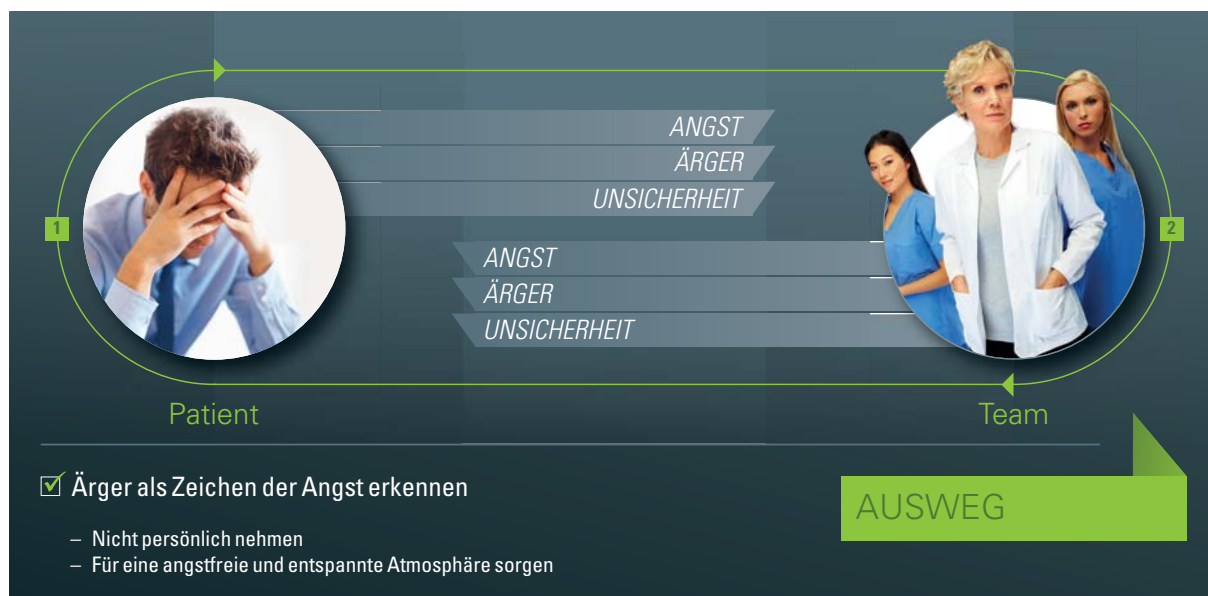 ANGST
ÄRGER
UNSICHERHEIT
1
2
ANGST
ÄRGER
UNSICHERHEIT
Patient
Team
Ärger als Zeichen der Angst erkennen
– Nicht persönlich nehmen
– Für eine angstfreie und entspannte Atmosphäre sorgen
AUSWEG